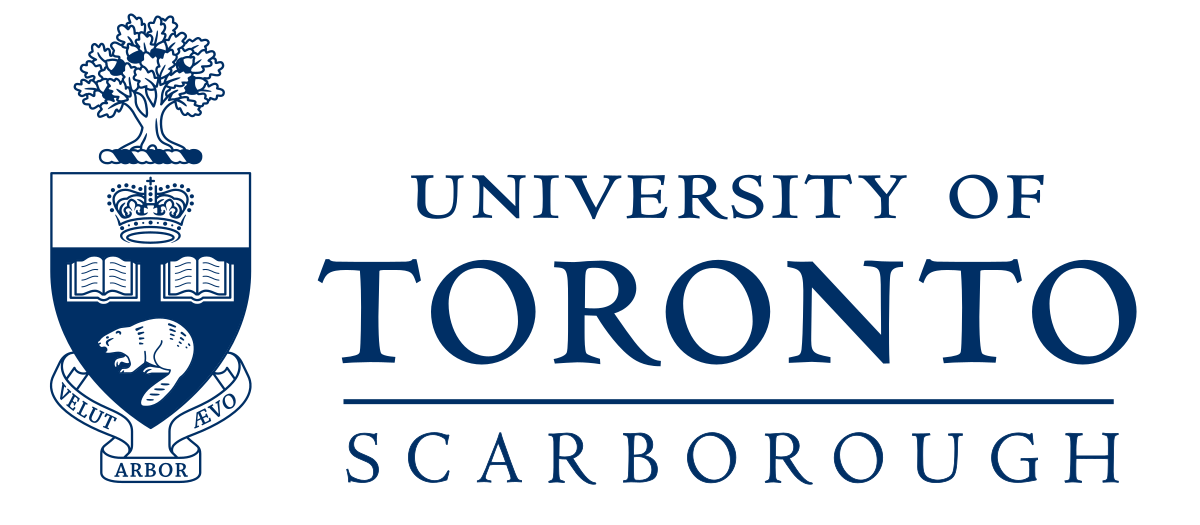 UNIVERSITY OF
TORONTO
SCARBOROUGH
VELUT
ARBOR
ÆVO